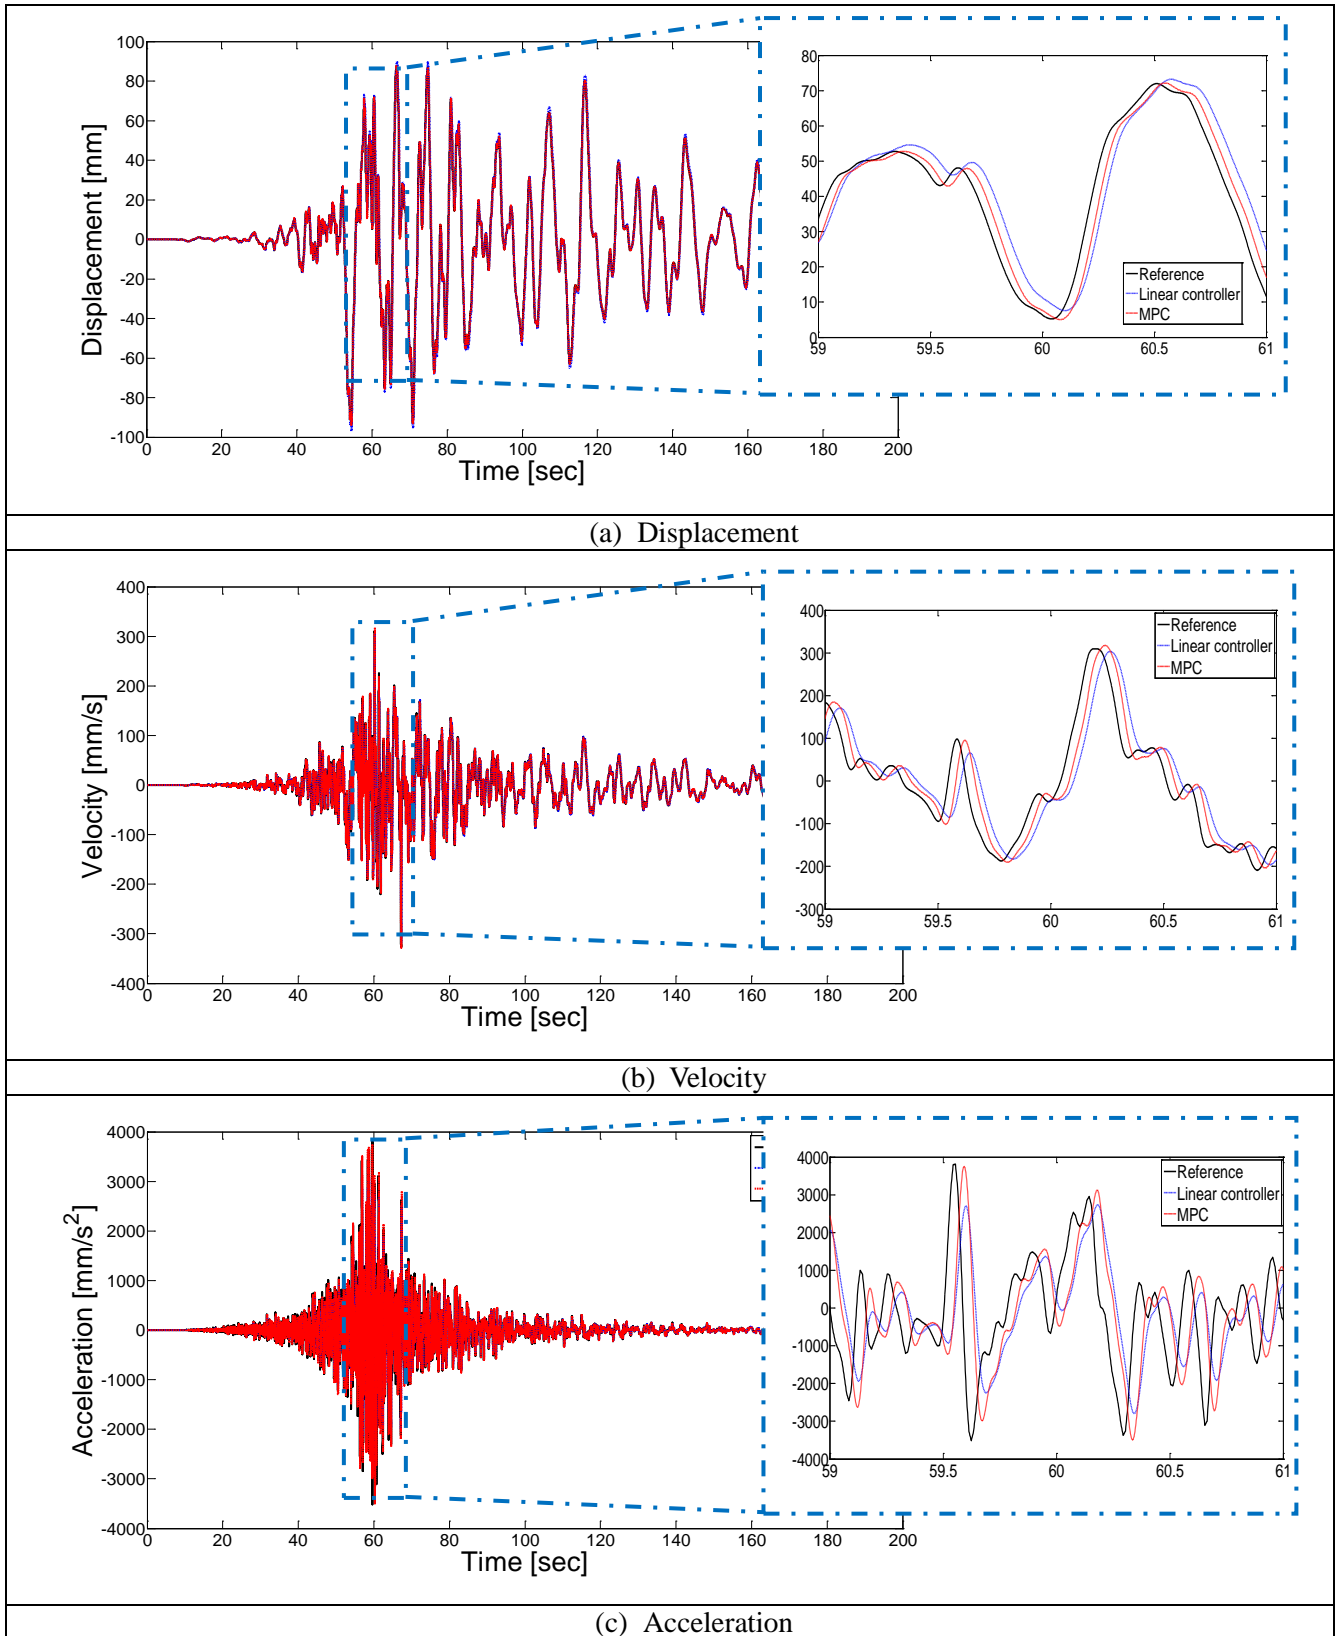 100
80
60
40
20
0
-20
-40
-60
-80
-100
Displacement [mm]
0 20 40 60 80 100 120 140 160 180 200
Time [sec]
80
70
60
50
40
30
20
10
0
59 59.5 60 60.5 61
Reference
Linear controller
MPC
(a) Displacement
400
300
200
100
0
-100
-200
-300
-400
Velocity [mm/s]
0 20 40 60 80 100 120 140 160 180 200
Time [sec]
400
300
200
100
0
-100
-200
-300
59 59.5 60 60.5 61
Reference
Linear controller
MPC
(b) Velocity
4000
3000
2000
1000
0
-1000
-2000
-3000
-4000
Acceleration [mm/s²]
0 20 40 60 80 100 120 140 160 180 200
Time [sec]
4000
3000
2000
1000
0
-1000
-2000
-3000
-4000
59 59.5 60 60.5 61
Reference
Linear controller
MPC
(c) Acceleration